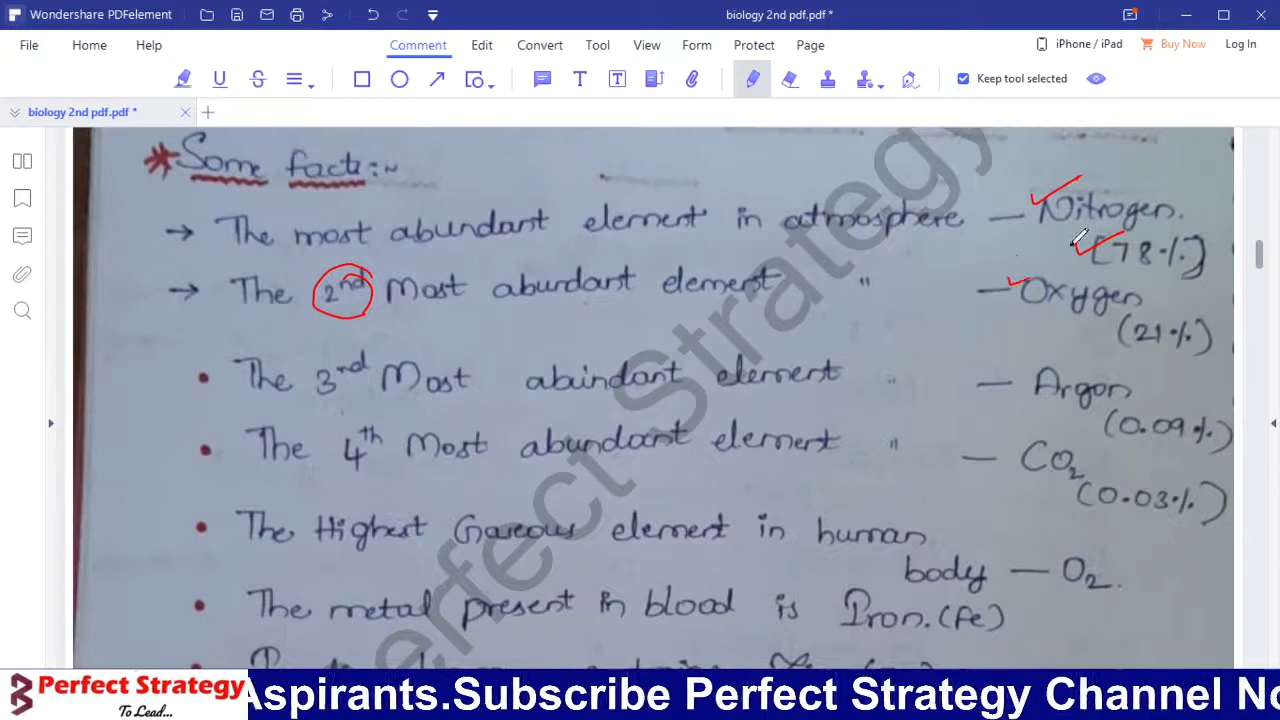 Wondershare PDFelement
biology 2nd pdf.pdf *
File Home Help Comment Edit Convert Tool View Form Protect Page iPhone / iPad Buy Now Log In
Keep tool selected
biology 2nd pdf.pdf *
Some facts:~
→ The most abundant element in atmosphere — Nitrogen.
[78%]
→ The 2nd Most abundant element " — Oxygen
(21%)
• The 3rd Most abundant element " — Argon
(0.09%)
• The 4th Most abundant element " — CO2
(0.03%)
• The Highest Gaseous element in human
body — O2.
• The metal present in blood is Iron.(Fe)
Perfect Strategy
Perfect Strategy
To Lead...
Aspirants.Subscribe Perfect Strategy Channel No